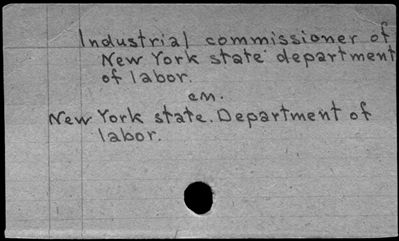 Industrial commissioner of
New York state department
of labor.
em.
New York state. Department of
labor.